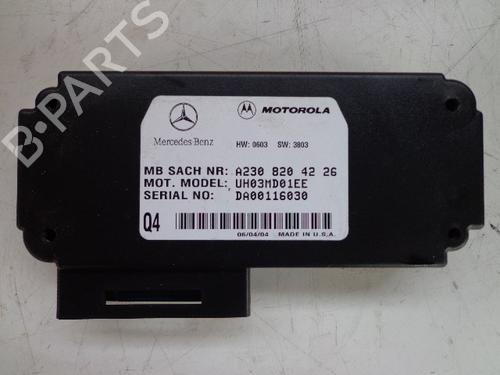 B-PARTS
MOTOROLA
Mercedes-Benz
HW: 0603 SW: 3803
MB SACH NR: A230 820 42 26
MOT. MODEL: UH03MD01EE
SERIAL NO: DA00116030
Q4
06/04/04 MADE IN U.S.A.